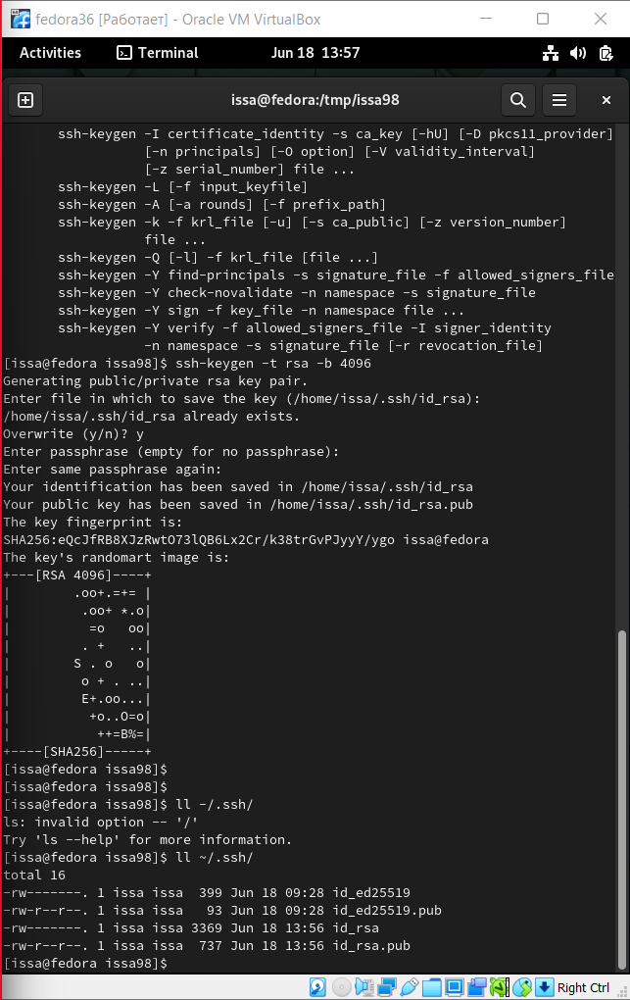 fedora36 [Работает] - Oracle VM VirtualBox
Activities Terminal Jun 18 13:57
issa@fedora:/tmp/issa98
ssh-keygen -I certificate_identity -s ca_key [-hU] [-D pkcs11_provider]
[-n principals] [-O option] [-V validity_interval]
[-z serial_number] file ...
ssh-keygen -L [-f input_keyfile]
ssh-keygen -A [-a rounds] [-f prefix_path]
ssh-keygen -k -f krl_file [-u] [-s ca_public] [-z version_number]
file ...
ssh-keygen -Q [-l] -f krl_file [file ...]
ssh-keygen -Y find-principals -s signature_file -f allowed_signers_file
ssh-keygen -Y check-novalidate -n namespace -s signature_file
ssh-keygen -Y sign -f key_file -n namespace file ...
ssh-keygen -Y verify -f allowed_signers_file -I signer_identity
-n namespace -s signature_file [-r revocation_file]
[issa@fedora issa98]$ ssh-keygen -t rsa -b 4096
Generating public/private rsa key pair.
Enter file in which to save the key (/home/issa/.ssh/id_rsa):
/home/issa/.ssh/id_rsa already exists.
Overwrite (y/n)? y
Enter passphrase (empty for no passphrase):
Enter same passphrase again:
Your identification has been saved in /home/issa/.ssh/id_rsa
Your public key has been saved in /home/issa/.ssh/id_rsa.pub
The key fingerprint is:
SHA256:eQcJfRB8XJzRwtO73lQB6Lx2Cr/k38trGvPJyyY/ygo issa@fedora
The key's randomart image is:
+---[RSA 4096]----+
|        .oo+.=+= |
|         .oo+ *.o|
|          =o   oo|
|         . +   ..|
|        S . o   o|
|         o + . ..|
|         E+.oo...|
|          +o..O=o|
|           ++=B%=|
+----[SHA256]-----+
[issa@fedora issa98]$
[issa@fedora issa98]$
[issa@fedora issa98]$ ll -/.ssh/
ls: invalid option -- '/'
Try 'ls --help' for more information.
[issa@fedora issa98]$ ll ~/.ssh/
total 16
-rw-------. 1 issa issa  399 Jun 18 09:28 id_ed25519
-rw-r--r--. 1 issa issa   93 Jun 18 09:28 id_ed25519.pub
-rw-------. 1 issa issa 3369 Jun 18 13:56 id_rsa
-rw-r--r--. 1 issa issa  737 Jun 18 13:56 id_rsa.pub
[issa@fedora issa98]$
Right Ctrl